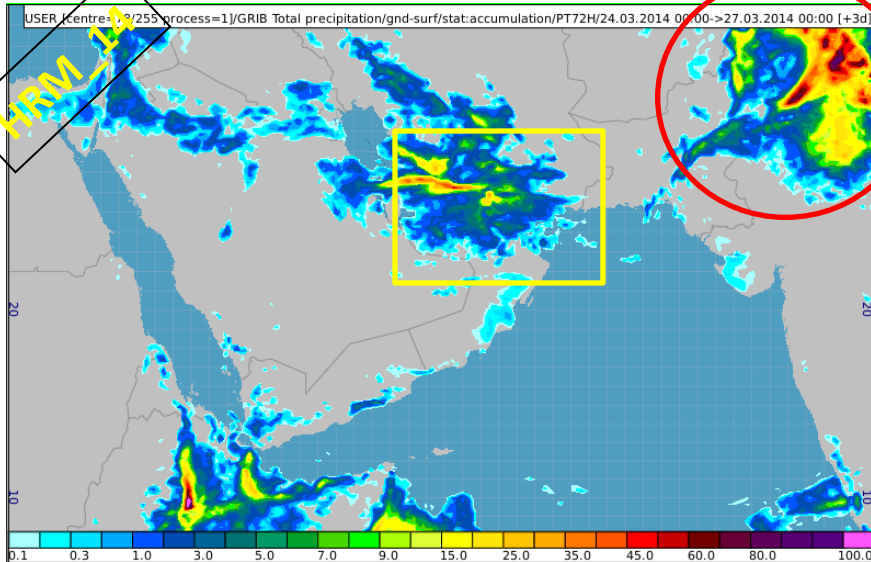 USER [centre= /255 process=1]/GRIB Total precipitation/gnd-surf/stat:accumulation/PT72H/24.03.2014 00:00->27.03.2014 00:00 [+3d]
HRM_14
20 20
10 10
0.1 0.3 1.0 3.0 5.0 7.0 9.0 15.0 25.0 35.0 45.0 60.0 80.0 100.0